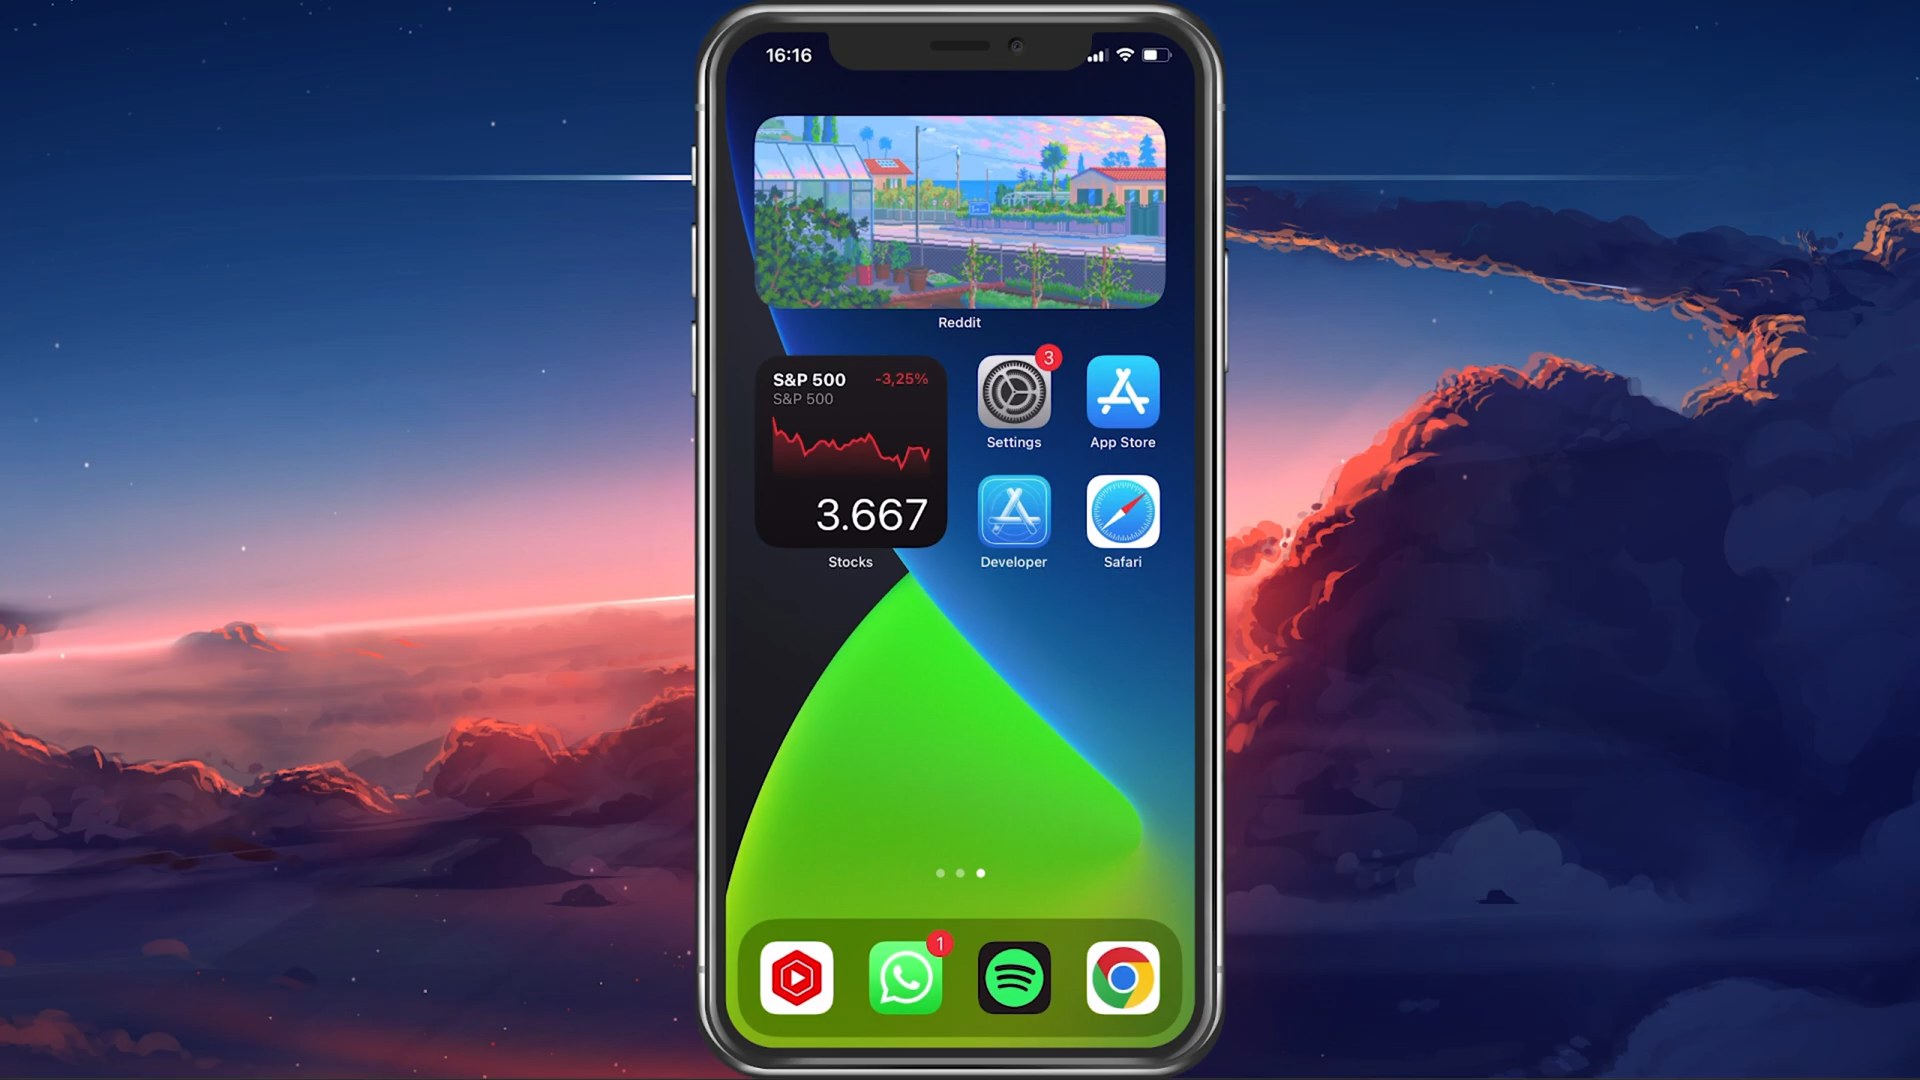 16:16
Reddit
S&P 500 -3,25%
S&P 500
3.667
Stocks
3
Settings
App Store
Developer
Safari
1